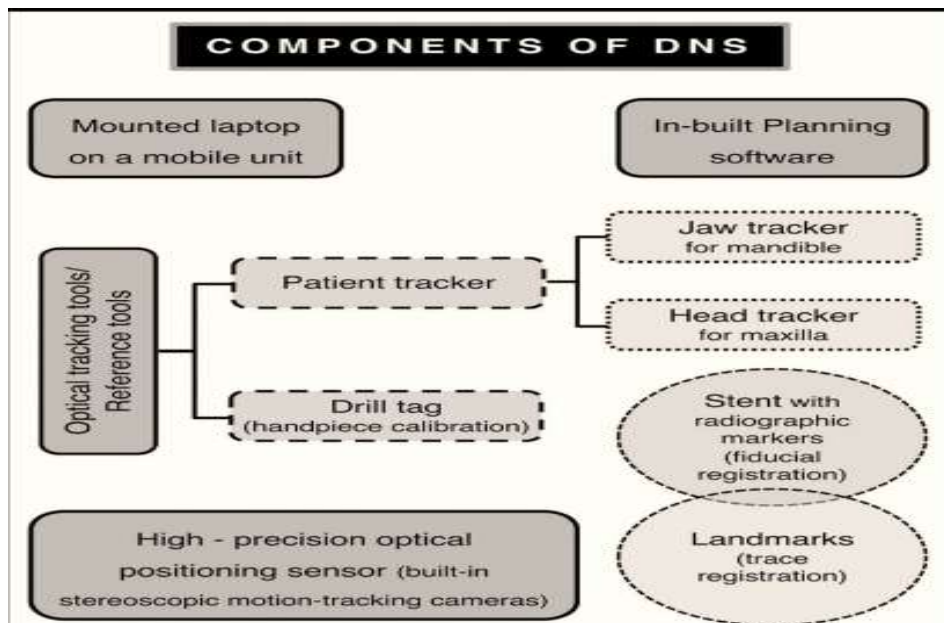 COMPONENTS OF DNS
Mounted laptop
on a mobile unit
In-built Planning
software
Optical tracking tools/
Reference tools
Patient tracker
Jaw tracker
for mandible
Head tracker
for maxilla
Drill tag
(handpiece calibration)
Stent with
radiographic
markers
(fiducial
registration)
High - precision optical
positioning sensor (built-in
stereoscopic motion-tracking cameras)
Landmarks
(trace
registration)